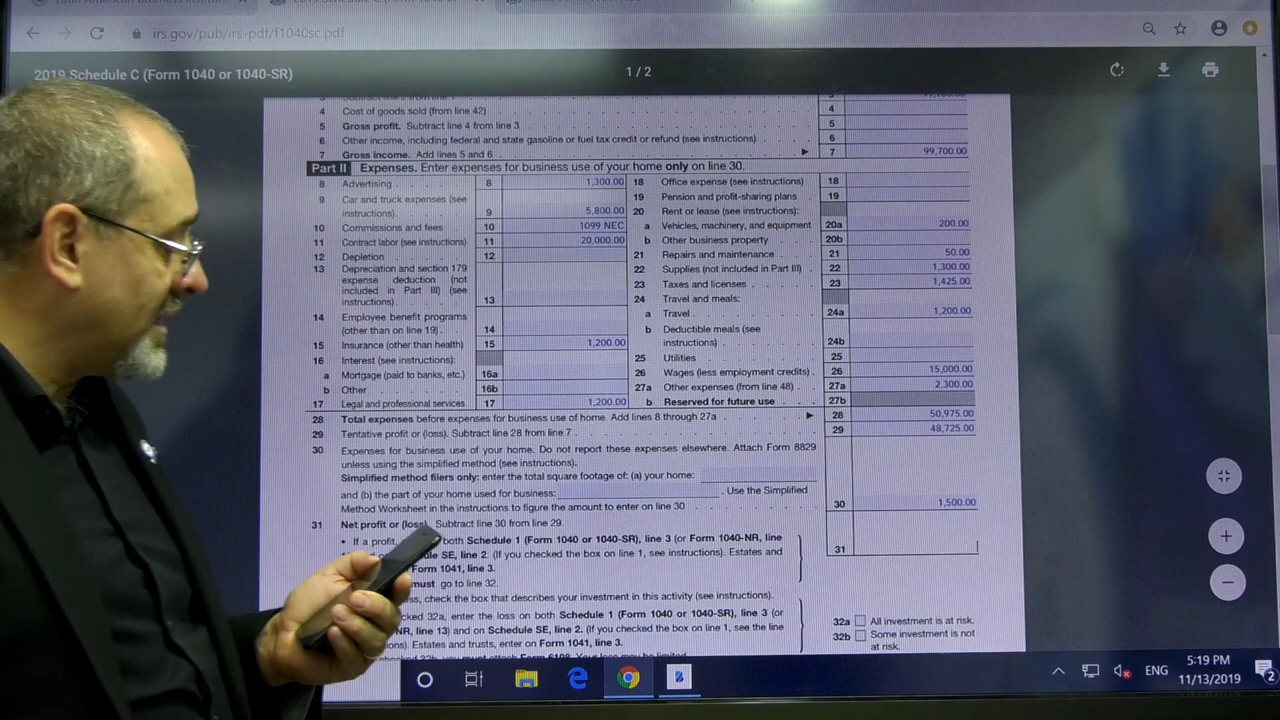 irs.gov/pub/irs-pdf/f1040sc.pdf
2019 Schedule C (Form 1040 or 1040-SR)
1 / 2
4 Cost of goods sold (from line 42) 4
5 Gross profit. Subtract line 4 from line 3 5
6 Other income, including federal and state gasoline or fuel tax credit or refund (see instructions) 6
7 Gross income. Add lines 5 and 6 7 99,700.00
Part II Expenses. Enter expenses for business use of your home only on line 30.
8 Advertising 8 1,300.00
9 Car and truck expenses (see
instructions). 9 5,800.00
10 Commissions and fees 10 1099 NEC
11 Contract labor (see instructions) 11 20,000.00
12 Depletion 12
13 Depreciation and section 179
expense deduction (not
included in Part III) (see
instructions). 13
14 Employee benefit programs
(other than on line 19). 14
15 Insurance (other than health) 15 1,200.00
16 Interest (see instructions):
a Mortgage (paid to banks, etc.) 16a
b Other 16b
17 Legal and professional services 17 1,200.00
18 Office expense (see instructions) 18
19 Pension and profit-sharing plans 19
20 Rent or lease (see instructions):
a Vehicles, machinery, and equipment 20a 200.00
b Other business property 20b
21 Repairs and maintenance 21 50.00
22 Supplies (not included in Part III) 22 1,300.00
23 Taxes and licenses 23 1,425.00
24 Travel and meals:
a Travel 24a 1,200.00
b Deductible meals (see
instructions) 24b
25 Utilities 25
26 Wages (less employment credits) 26 15,000.00
27a Other expenses (from line 48) 27a 2,300.00
b Reserved for future use 27b
28 Total expenses before expenses for business use of home. Add lines 8 through 27a 28 50,975.00
29 Tentative profit or (loss). Subtract line 28 from line 7 29 48,725.00
30 Expenses for business use of your home. Do not report these expenses elsewhere. Attach Form 8829
unless using the simplified method (see instructions).
Simplified method filers only: enter the total square footage of: (a) your home:
and (b) the part of your home used for business: . Use the Simplified
Method Worksheet in the instructions to figure the amount to enter on line 30 30 1,500.00
31 Net profit or (loss). Subtract line 30 from line 29.
• If a profit, both Schedule 1 (Form 1040 or 1040-SR), line 3 (or Form 1040-NR, line
SE, line 2. (If you checked the box on line 1, see instructions). Estates and
Form 1041, line 3. 31
must go to line 32.
check the box that describes your investment in this activity (see instructions).
32a, enter the loss on both Schedule 1 (Form 1040 or 1040-SR), line 3 (or
NR, line 13) and on Schedule SE, line 2. (If you checked the box on line 1, see the line
Estates and trusts, enter on Form 1041, line 3.
32a All investment is at risk.
32b Some investment is not
at risk.
ENG
5:19 PM
11/13/2019
2